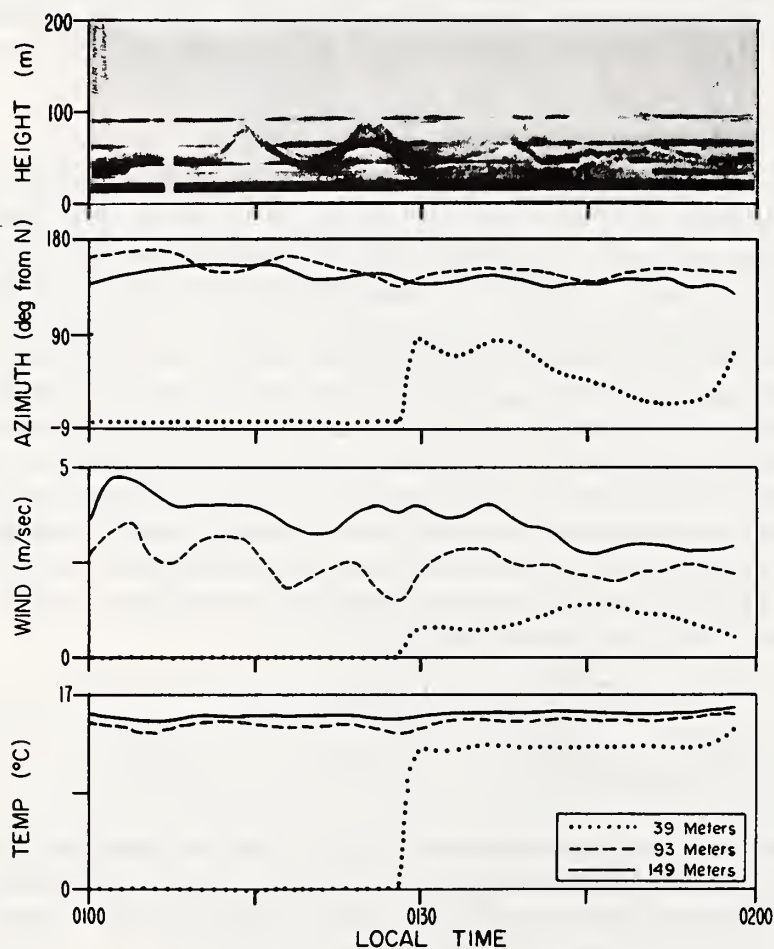 200
HEIGHT (m)
100
0
180
AZIMUTH (deg from N)
90
-9
5
WIND (m/sec)
0
17
TEMP (°C)
0
39 Meters
93 Meters
149 Meters
0100
0130
0200
LOCAL TIME